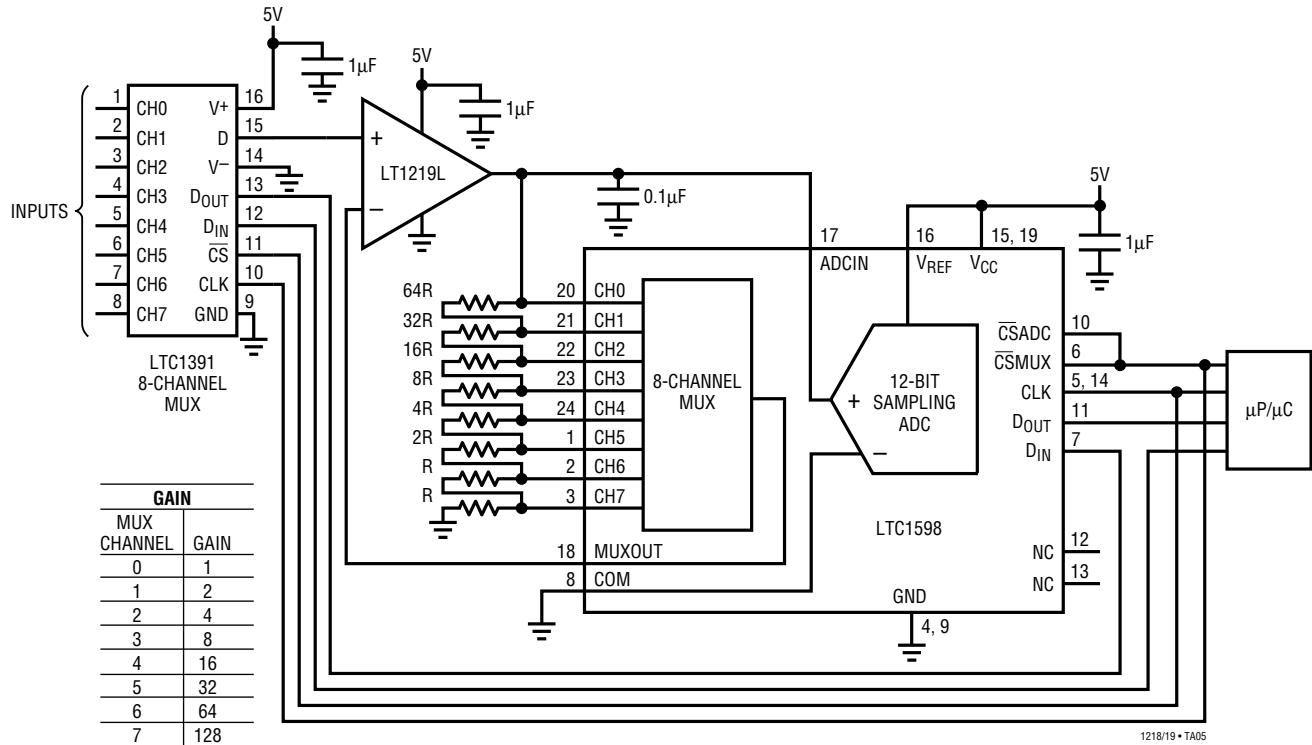 5V
1µF
5V
1µF
INPUTS
1 CH0 V+ 16
2 CH1 D 15
3 CH2 V– 14
4 CH3 DOUT 13
5 CH4 DIN 12
6 CH5 CS 11
7 CH6 CLK 10
8 CH7 GND 9
LTC1391
8-CHANNEL
MUX
+
–
LT1219L
0.1µF
5V
1µF
17
ADCIN
16
VREF
15, 19
VCC
64R 20 CH0
32R 21 CH1
16R 22 CH2
8R 23 CH3
4R 24 CH4
2R 1 CH5
R 2 CH6
R 3 CH7
8-CHANNEL
MUX
+
–
12-BIT
SAMPLING
ADC
LTC1598
18 MUXOUT
8 COM
GND
4, 9
CSADC 10
CSMUX 6
CLK 5, 14
DOUT 11
DIN 7
NC 12
NC 13
µP/µC
GAIN
MUX
CHANNEL GAIN
0 1
1 2
2 4
3 8
4 16
5 32
6 64
7 128
1218/19 • TA05